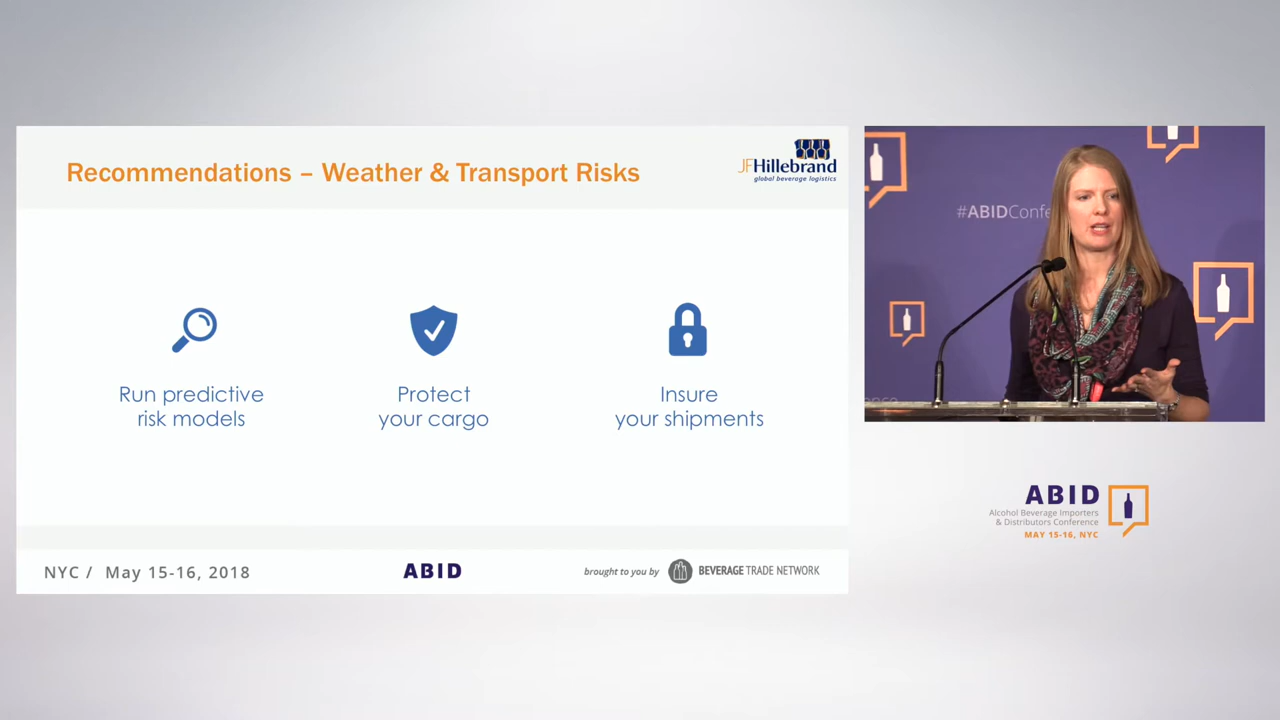 Recommendations – Weather & Transport Risks
JFHillebrand
global beverage logistics
Run predictive
risk models
Protect
your cargo
Insure
your shipments
NYC / May 15-16, 2018
ABID
brought to you by
BEVERAGE TRADE NETWORK
#ABIDConfe
ence
ABID
Alcohol Beverage Importers
& Distributors Conference
MAY 15-16, NYC